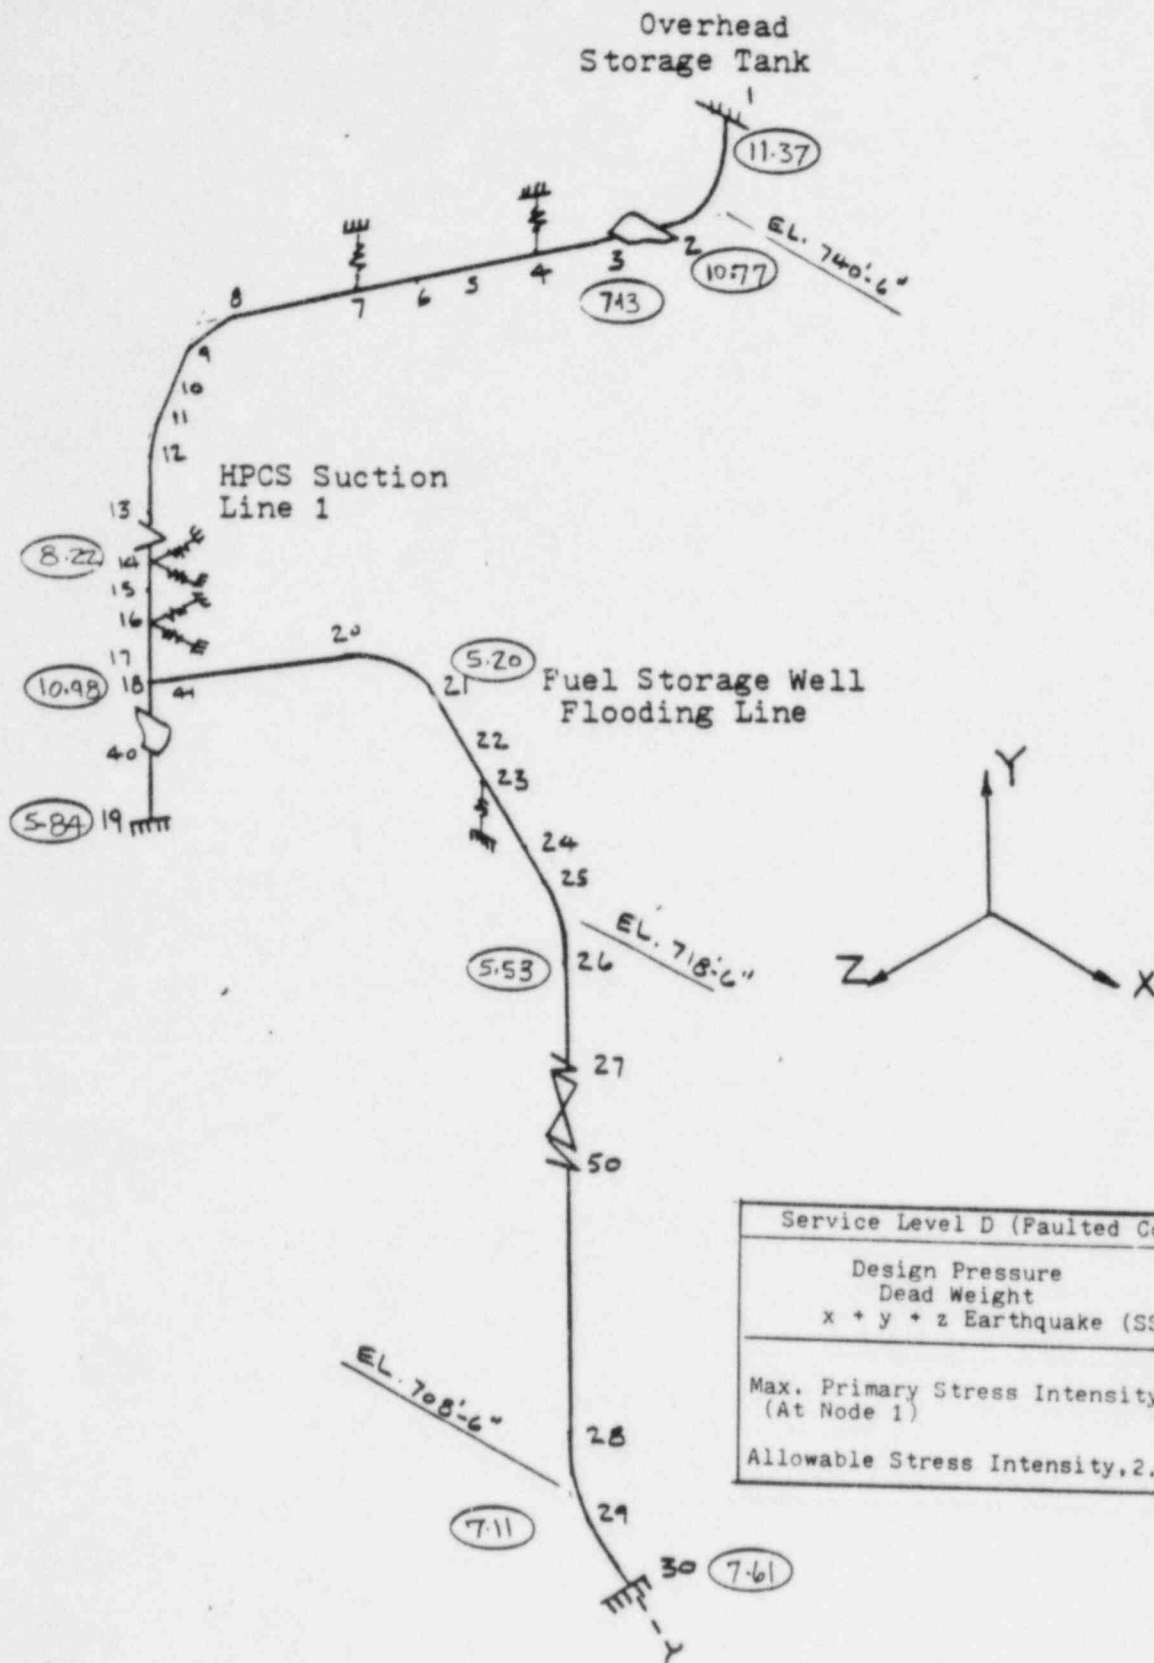 Overhead
Storage Tank
1
11.37
EL. 740'-6"
2
10.77
3
7.13
4
5
6
7
8
9
10
11
12
HPCS Suction
Line 1
13
8.22
14
15
16
17
10.98
18
41
40
5.84
19
20
5.20
21
Fuel Storage Well
Flooding Line
22
23
24
25
EL. 718'-6"
5.53
26
27
50
Y
Z
X
Service Level D (Faulted Co
Design Pressure
Dead Weight
x + y + z Earthquake (SS
Max. Primary Stress Intensity
(At Node 1)
Allowable Stress Intensity, 2.
EL. 708'-6"
28
7.11
29
30
7.61